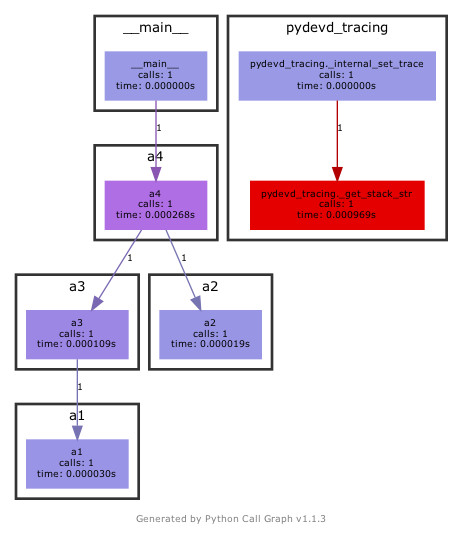 __main__
__main__
calls: 1
time: 0.000000s
pydevd_tracing
pydevd_tracing._internal_set_trace
calls: 1
time: 0.000000s
1
1
a4
a4
calls: 1
time: 0.000268s
pydevd_tracing._get_stack_str
calls: 1
time: 0.000969s
1
1
a3
a3
calls: 1
time: 0.000109s
a2
a2
calls: 1
time: 0.000019s
1
a1
a1
calls: 1
time: 0.000030s
Generated by Python Call Graph v1.1.3